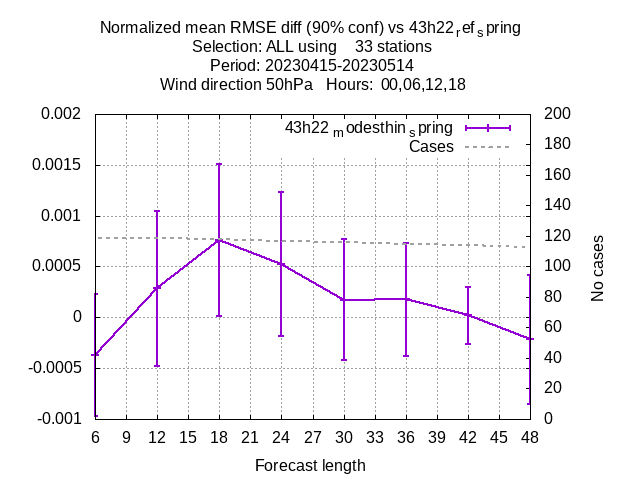 Normalized mean RMSE diff (90% conf) vs 43h22refspring
Selection: ALL using 33 stations
Period: 20230415-20230514
Wind direction 50hPa Hours: 00,06,12,18
43h22modesthinspring
Cases
0.002
0.0015
0.001
0.0005
0
-0.0005
-0.001
200
180
160
140
120
100
80
60
40
20
0
No cases
6 9 12 15 18 21 24 27 30 33 36 39 42 45 48
Forecast length